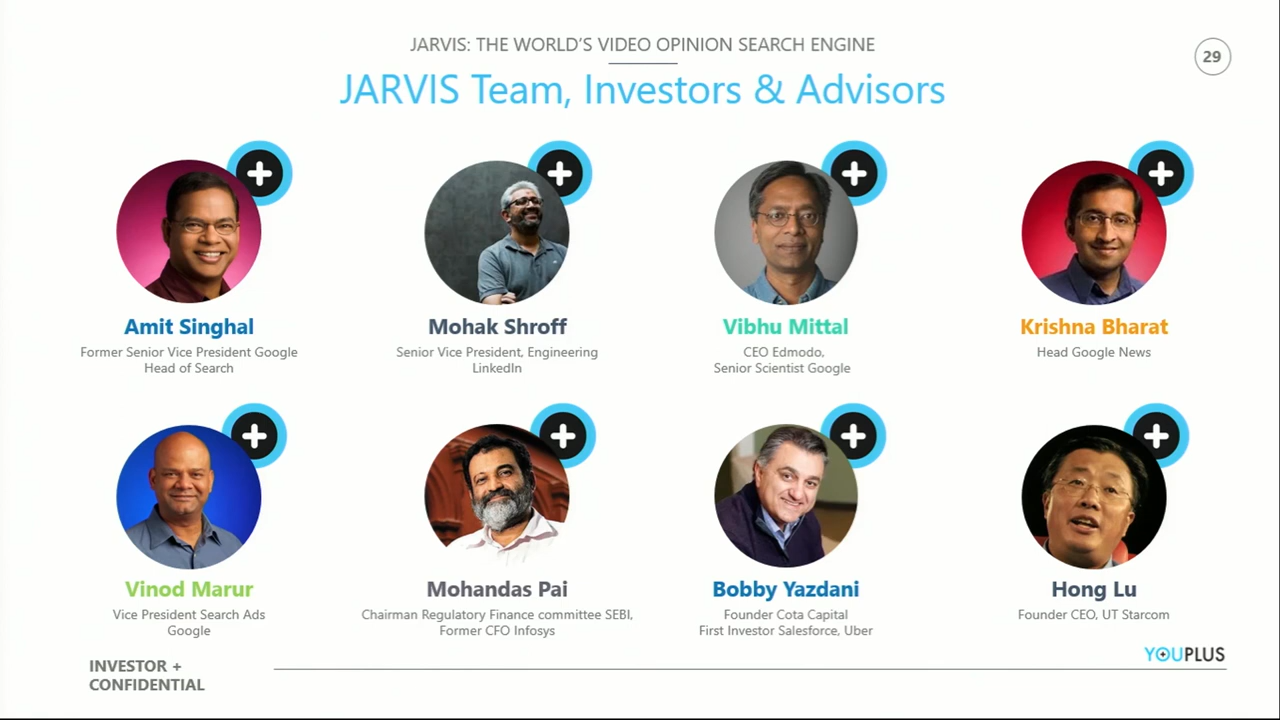 JARVIS: THE WORLD'S VIDEO OPINION SEARCH ENGINE
29
JARVIS Team, Investors & Advisors
Amit Singhal
Former Senior Vice President Google
Head of Search
Mohak Shroff
Senior Vice President, Engineering
LinkedIn
Vibhu Mittal
CEO Edmodo,
Senior Scientist Google
Krishna Bharat
Head Google News
Vinod Marur
Vice President Search Ads
Google
Mohandas Pai
Chairman Regulatory Finance committee SEBI,
Former CFO Infosys
Bobby Yazdani
Founder Cota Capital
First Investor Salesforce, Uber
Hong Lu
Founder CEO, UT Starcom
INVESTOR +
CONFIDENTIAL
YOUPLUS